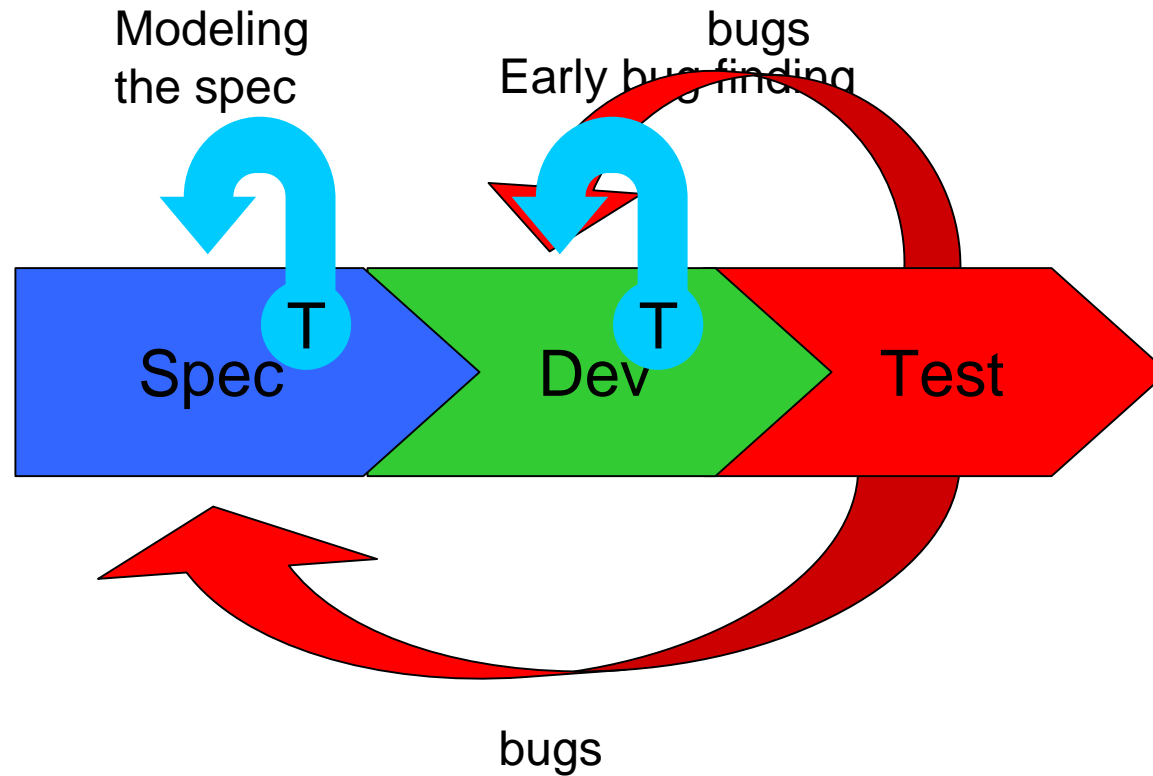 Modeling
the spec
bugs
Early bug finding
T
T
Spec
Dev
Test
bugs